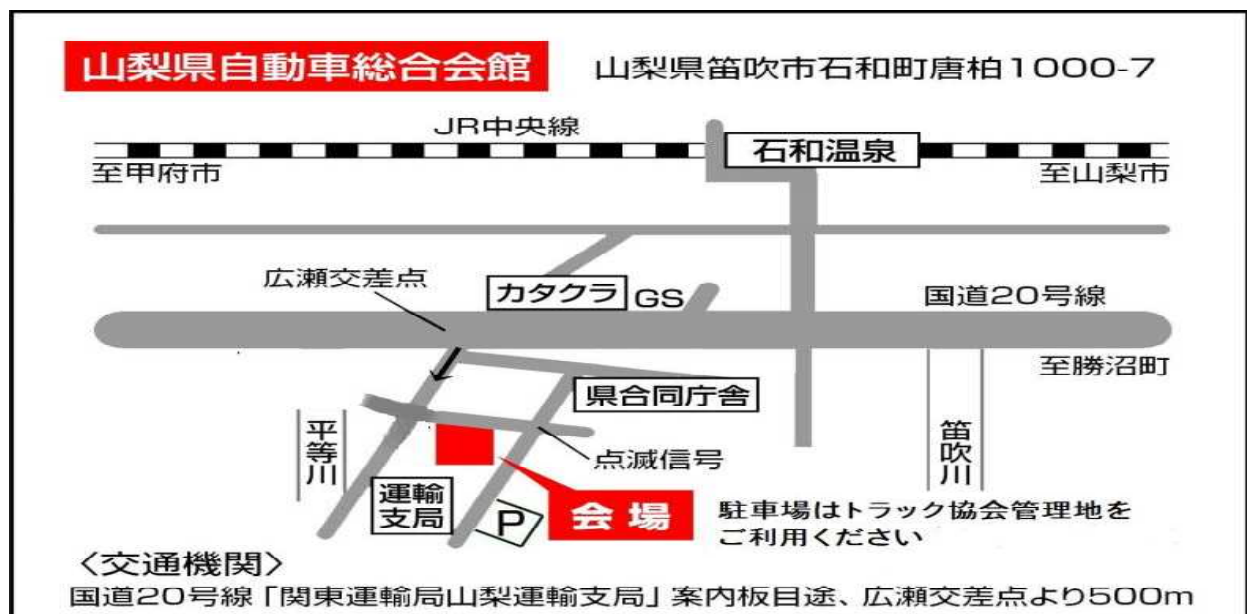 山梨県自動車総合会館 山梨県笛吹市石和町唐柏1000-7
JR中央線
石和温泉
至甲府市
至山梨市
広瀬交差点
カタクラ
GS
国道20号線
至勝沼町
県合同庁舎
平等川
点滅信号
笛吹川
運輸
支局
P
会場
駐車場はトラック協会管理地を
ご利用ください
〈交通機関〉
国道20号線「関東運輸局山梨運輸支局」案内板目途、広瀬交差点より500m